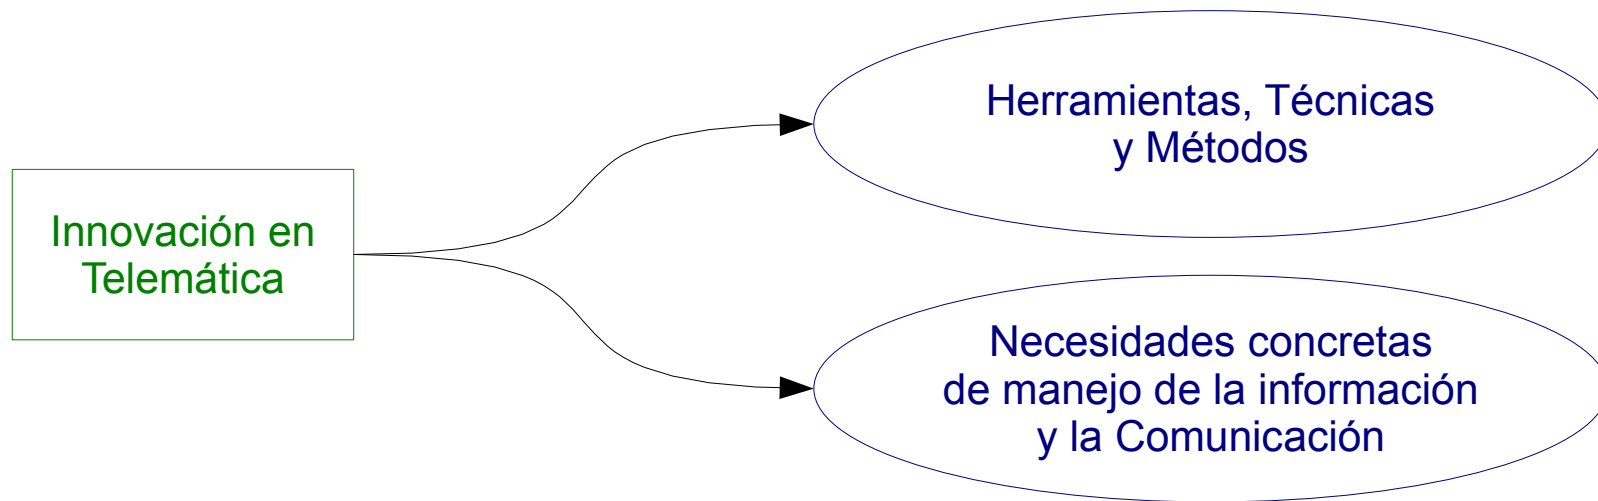 Innovación en
Telemática
Herramientas, Técnicas
y Métodos
Necesidades concretas
de manejo de la información
y la Comunicación